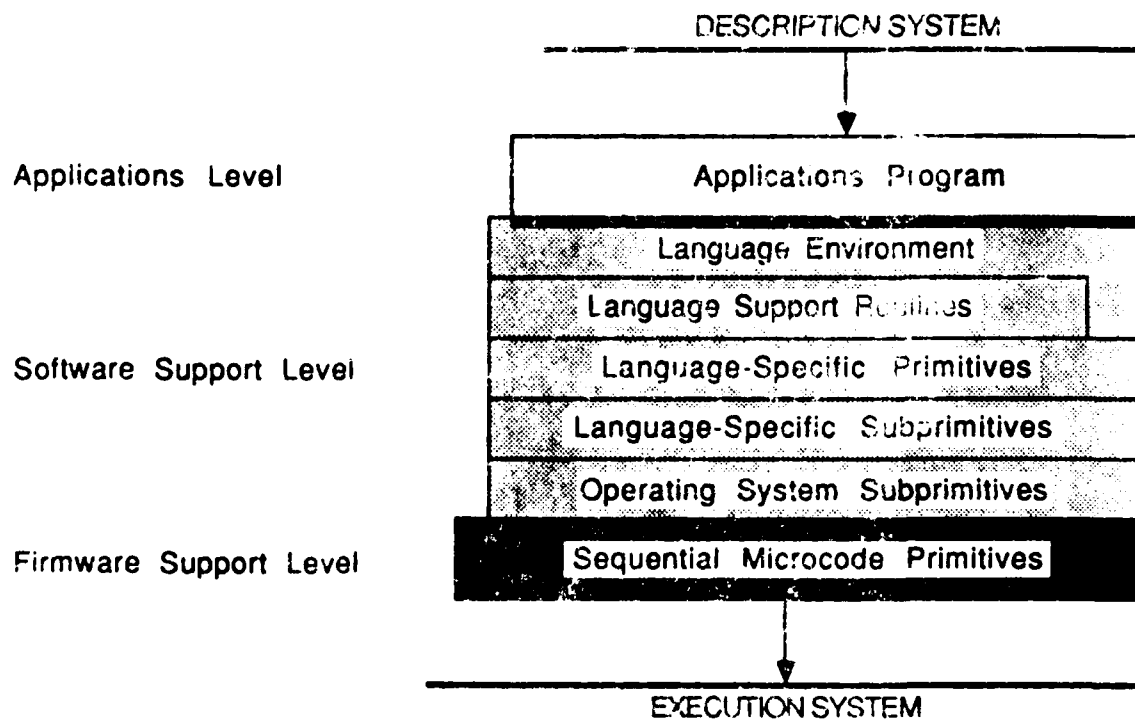 DESCRIPTION SYSTEM
Applications Level
Applications Program
Language Environment
Language Support Routines
Software Support Level
Language-Specific Primitives
Language-Specific Subprimitives
Operating System Subprimitives
Firmware Support Level
Sequential Microcode Primitives
EXECUTION SYSTEM